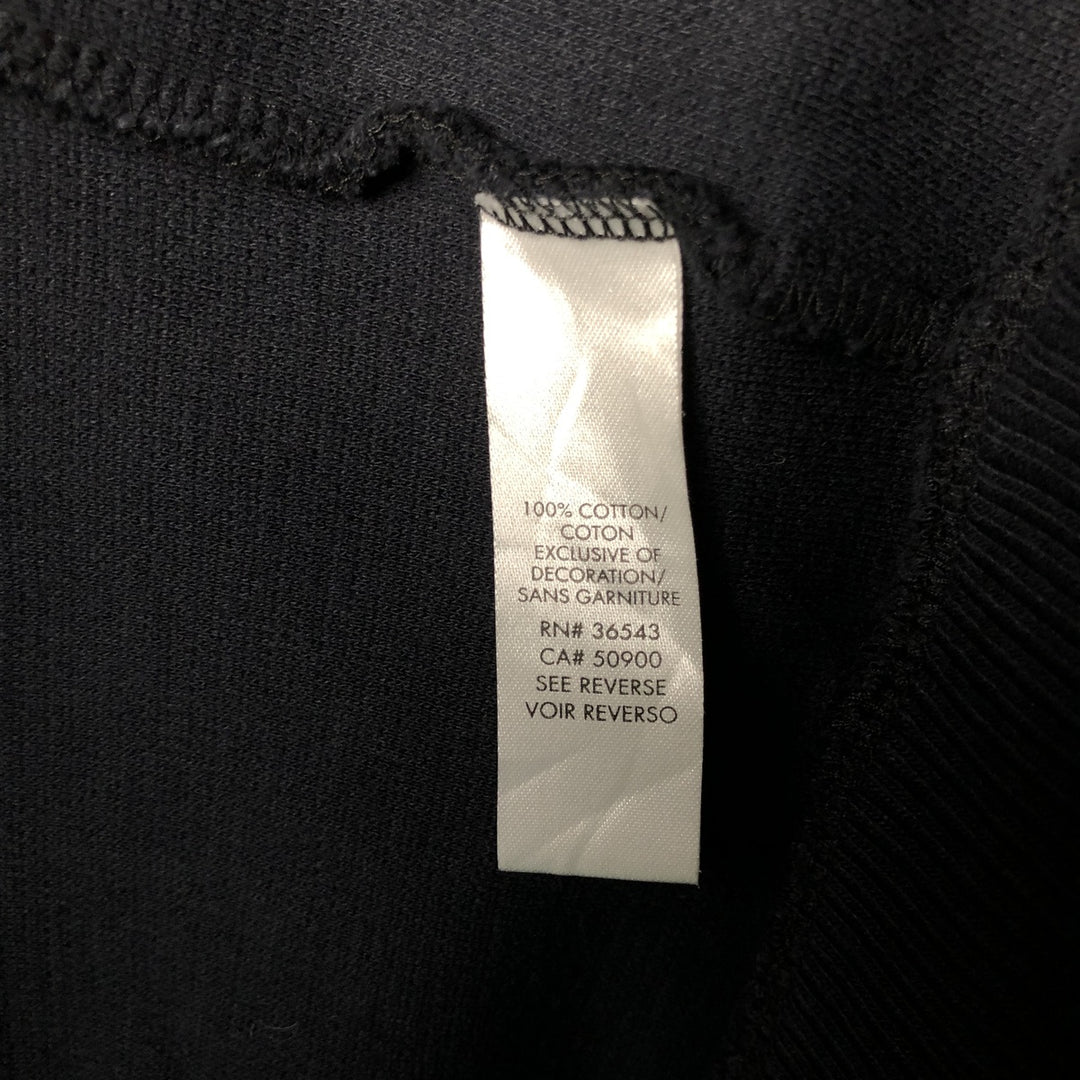 100% COTTON/
COTON
EXCLUSIVE OF
DECORATION/
SANS GARNITURE
RN# 36543
CA# 50900
SEE REVERSE
VOIR REVERSO